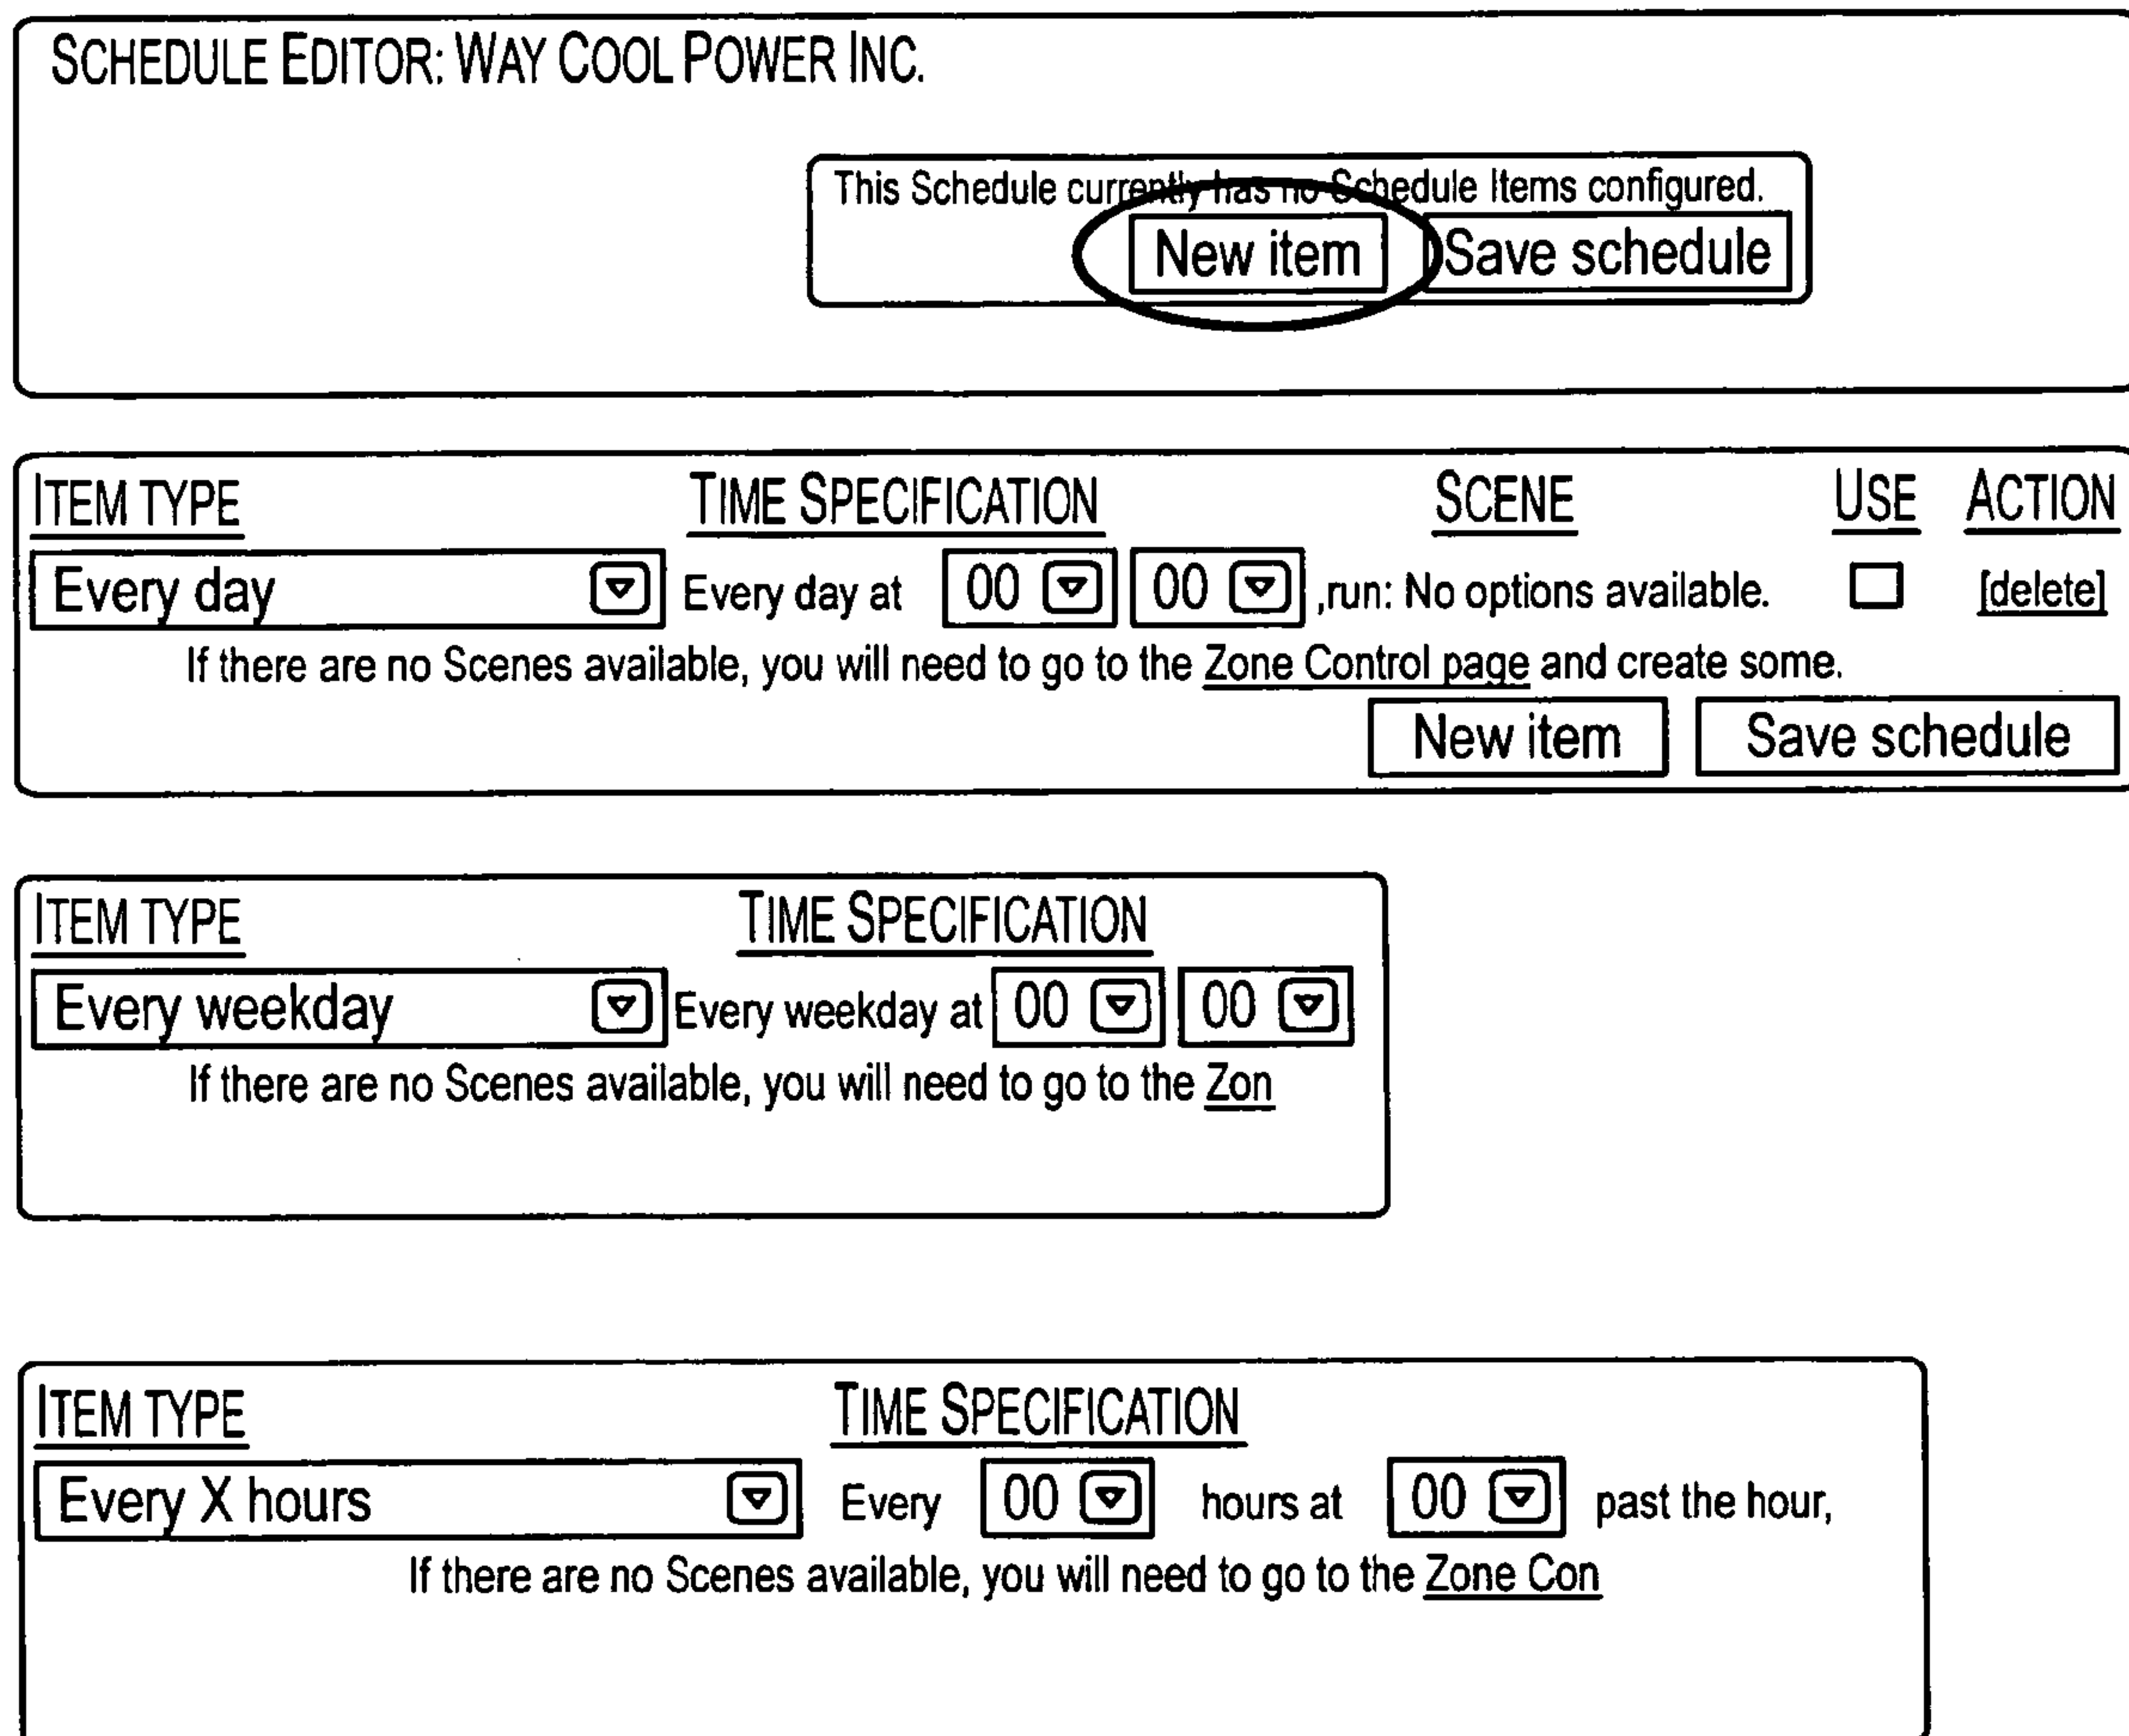 SCHEDULE EDITOR: WAY COOL POWER INC.
This Schedule currently has no Schedule Items configured.
New item Save schedule
ITEM TYPE TIME SPECIFICATION SCENE USE ACTION
Every day Every day at 00 00 ,run: No options available. [delete]
If there are no Scenes available, you will need to go to the Zone Control page and create some.
New item Save schedule
ITEM TYPE TIME SPECIFICATION
Every weekday Every weekday at 00 00
If there are no Scenes available, you will need to go to the Zon
ITEM TYPE TIME SPECIFICATION
Every X hours Every 00 hours at 00 past the hour,
If there are no Scenes available, you will need to go to the Zone Con